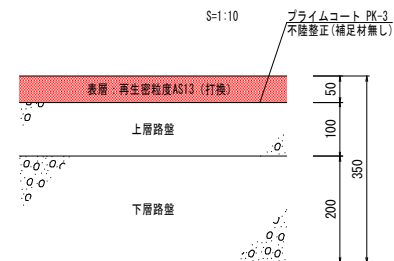 S=1:10
プライムコート PK-3
不陸整正(補足材無し)
表層：再生密粒度AS13 (打換)
50
上層路盤
100
350
下層路盤
200